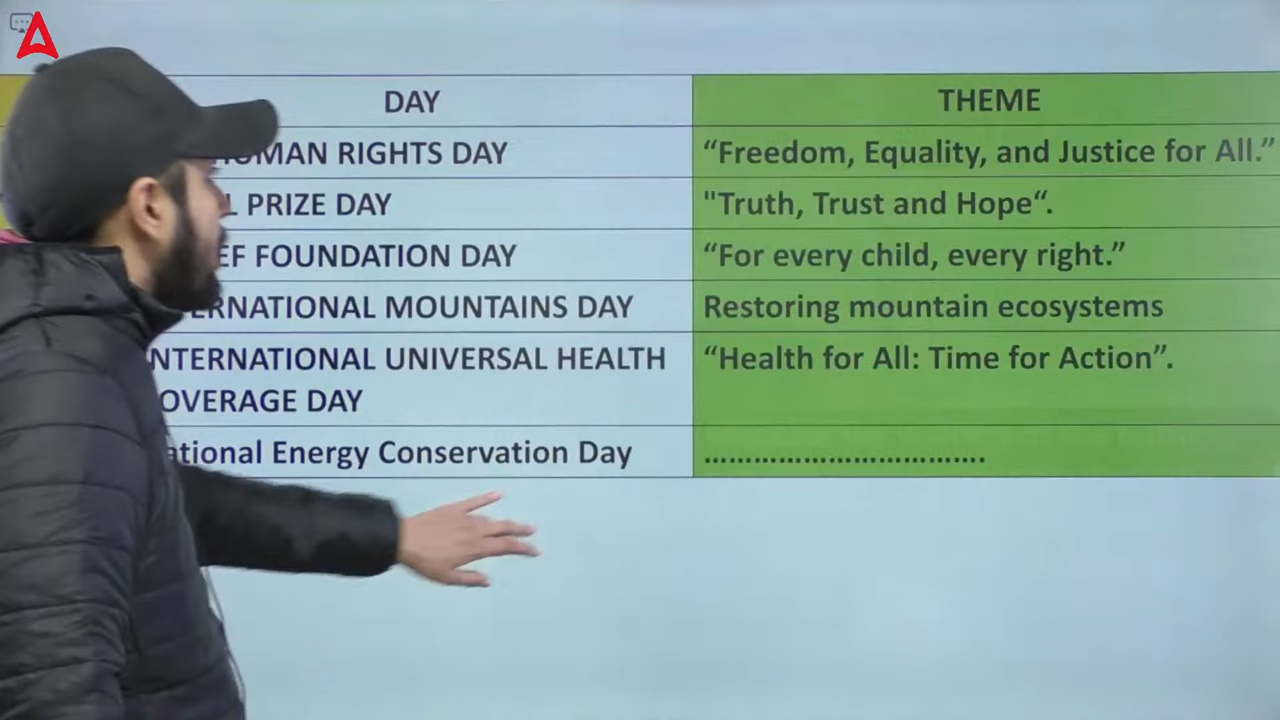 DAY THEME
HUMAN RIGHTS DAY “Freedom, Equality, and Justice for All.”
L PRIZE DAY "Truth, Trust and Hope“.
EF FOUNDATION DAY “For every child, every right.”
ERNATIONAL MOUNTAINS DAY Restoring mountain ecosystems
INTERNATIONAL UNIVERSAL HEALTH “Health for All: Time for Action”.
OVERAGE DAY
ational Energy Conservation Day ……………………………….